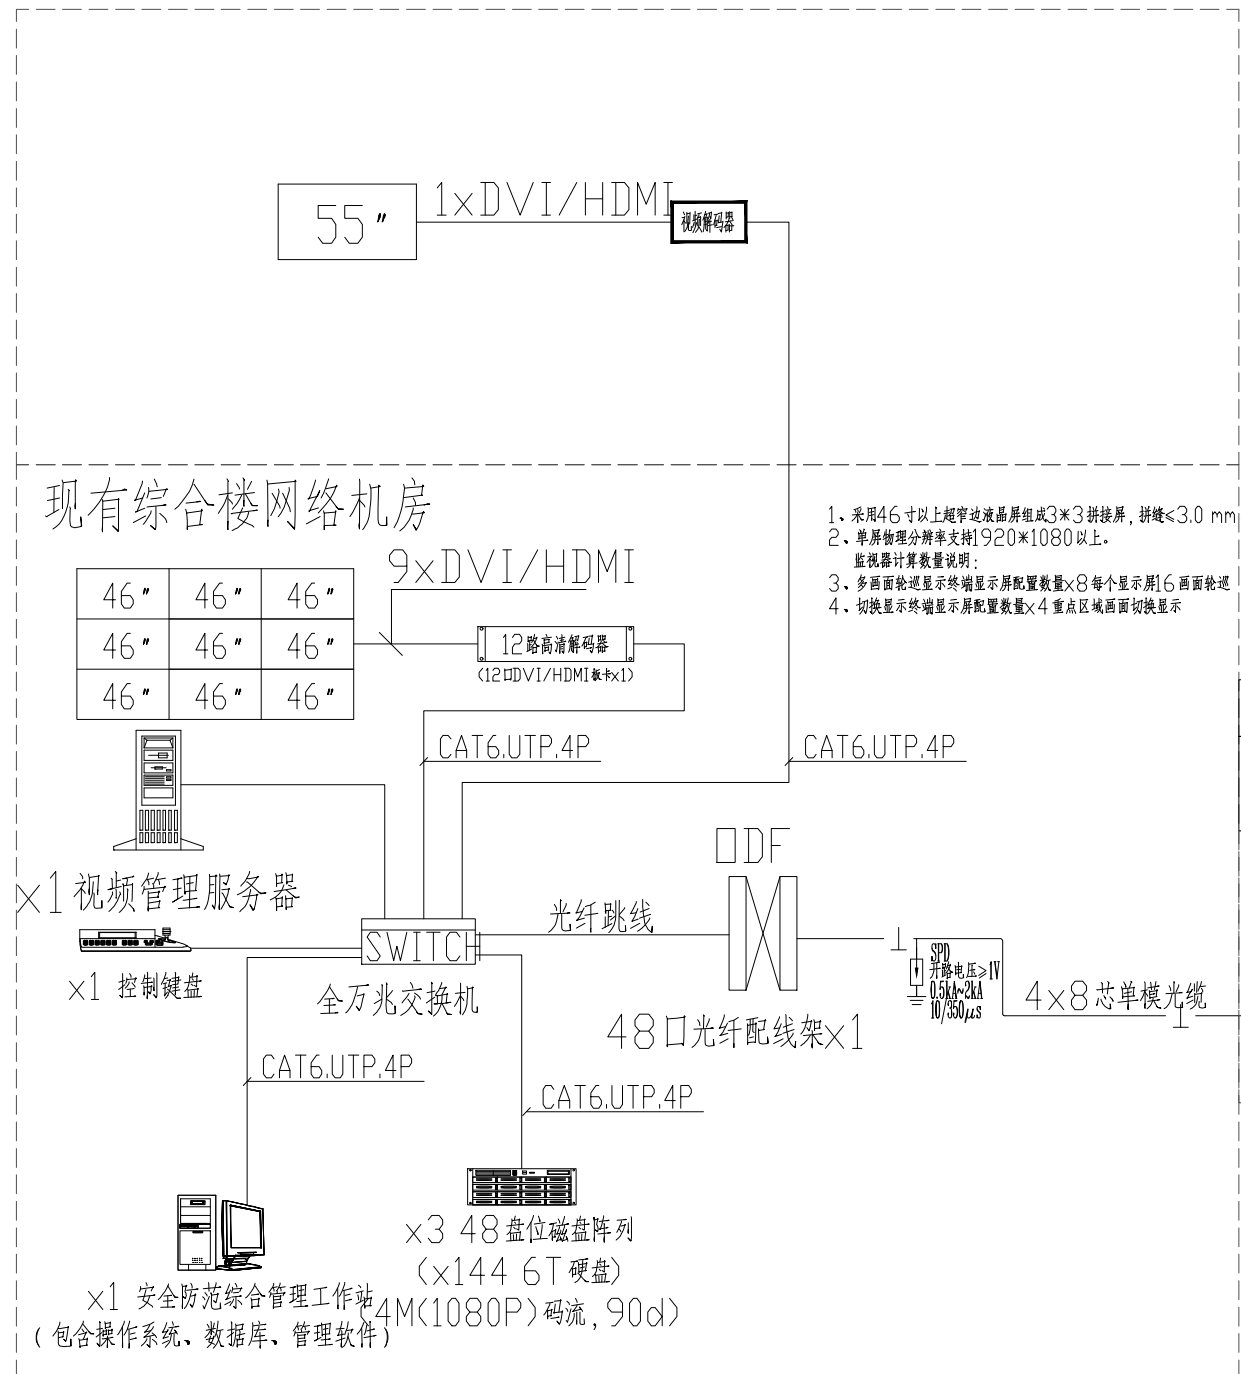 55"
1xDVI/HDMI
视频解码器
现有综合楼网络机房
1、采用46寸以上超窄边液晶屏组成3*3拼接屏,拼缝≤3.0 mm
2、单屏物理分辨率支持1920*1080以上。
监视器计算数量说明:
3、多画面轮巡显示终端显示屏配置数量x8每个显示屏16画面轮巡
4、切换显示终端显示屏配置数量x4重点区域画面切换显示
9xDVI/HDMI
46" 46" 46"
46" 46" 46"
46" 46" 46"
12路高清解码器
(12口DVI/HDMI板卡x1)
CAT6.UTP.4P
CAT6.UTP.4P
x1视频管理服务器
ODF
光纤跳线
SWITCH
全万兆交换机
x1 控制键盘
48口光纤配线架x1
SPD
开路电压≥1V
0.5kA~2kA
10/350μs
4x8芯单模光缆
CAT6.UTP.4P
CAT6.UTP.4P
x3 48盘位磁盘阵列
(x144 6T硬盘)
(4M(1080P)码流,90d)
x1 安全防范综合管理工作站
(包含操作系统、数据库、管理软件)